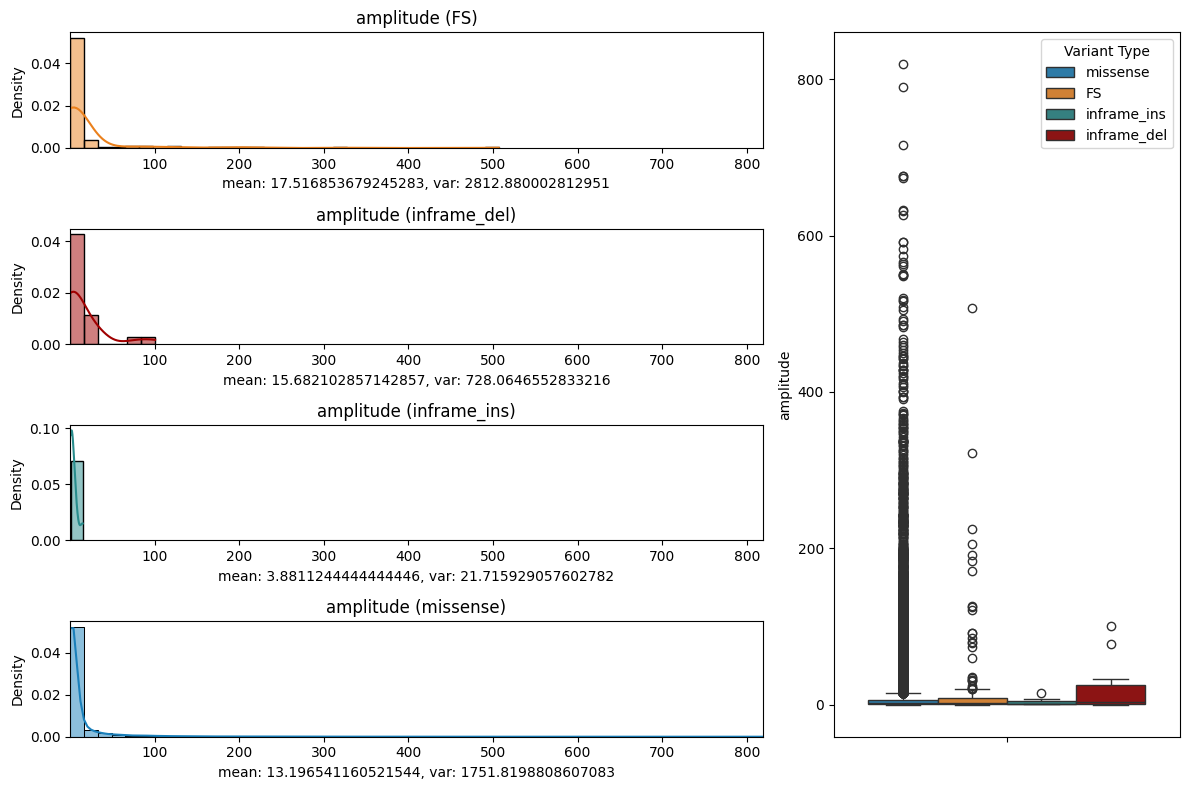 amplitude (FS)
Density
0.04
0.02
0.00
100 200 300 400 500 600 700 800
mean: 17.516853679245283, var: 2812.880002812951
amplitude (inframe_del)
Density
0.04
0.02
0.00
100 200 300 400 500 600 700 800
mean: 15.682102857142857, var: 728.0646552833216
amplitude (inframe_ins)
Density
0.10
0.05
0.00
100 200 300 400 500 600 700 800
mean: 3.8811244444444446, var: 21.715929057602782
amplitude (missense)
Density
0.04
0.02
0.00
100 200 300 400 500 600 700 800
mean: 13.196541160521544, var: 1751.8198808607083
amplitude
800
600
400
200
0
Variant Type
missense
FS
inframe_ins
inframe_del